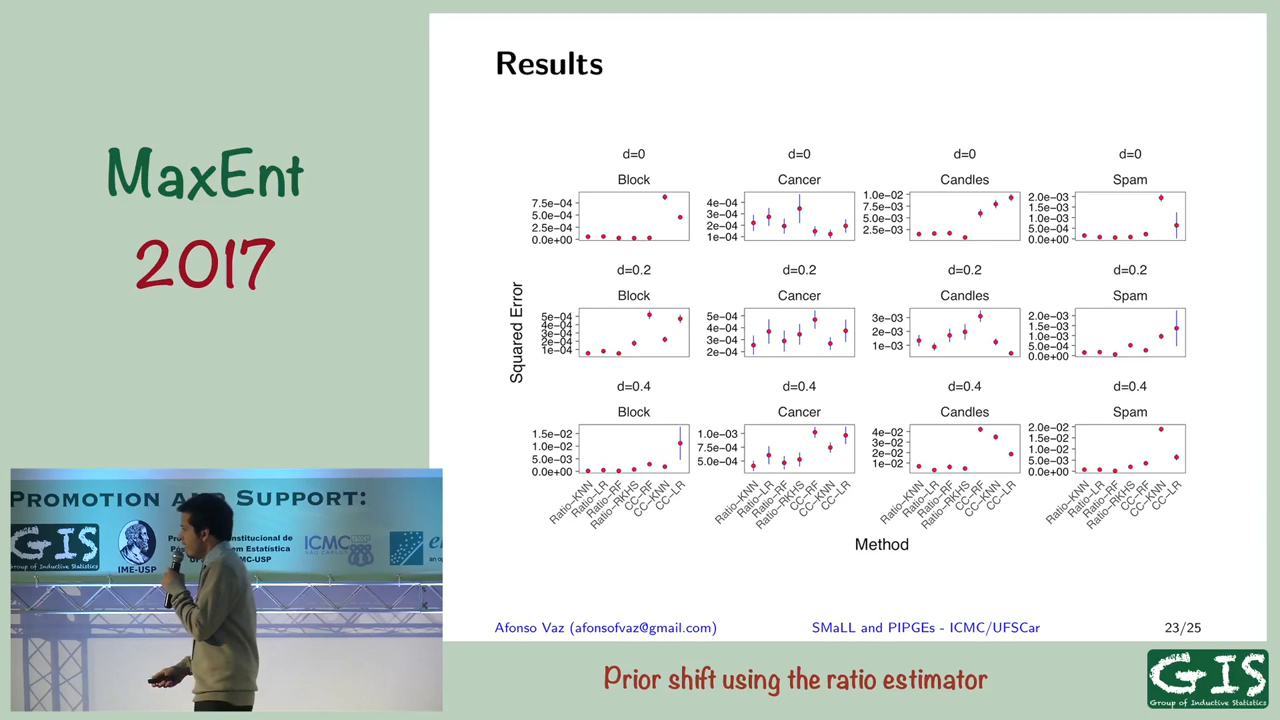 MaxEnt
2017
Results
Squared Error
d=0
d=0
d=0
d=0
Block
Cancer
Candles
Spam
7.5e−04
5.0e−04
2.5e−04
0.0e+00
4e−04
3e−04
2e−04
1e−04
1.0e−02
7.5e−03
5.0e−03
2.5e−03
2.0e−03
1.5e−03
1.0e−03
5.0e−04
0.0e+00
d=0.2
d=0.2
d=0.2
d=0.2
Block
Cancer
Candles
Spam
5e−04
4e−04
3e−04
2e−04
1e−04
5e−04
4e−04
3e−04
2e−04
3e−03
2e−03
1e−03
2.0e−03
1.5e−03
1.0e−03
5.0e−04
0.0e+00
d=0.4
d=0.4
d=0.4
d=0.4
Block
Cancer
Candles
Spam
1.5e−02
1.0e−02
5.0e−03
0.0e+00
1.0e−03
7.5e−04
5.0e−04
4e−02
3e−02
2e−02
1e−02
2.0e−02
1.5e−02
1.0e−02
5.0e−03
0.0e+00
Ratio−KNN
Ratio−LR
Ratio−RF
Ratio−RKHS
CC−RF
CC−KNN
CC−LR
Ratio−KNN
Ratio−LR
Ratio−RF
Ratio−RKHS
CC−RF
CC−KNN
CC−LR
Ratio−KNN
Ratio−LR
Ratio−RF
Ratio−RKHS
CC−RF
CC−KNN
CC−LR
Ratio−KNN
Ratio−LR
Ratio−RF
Ratio−RKHS
CC−RF
CC−KNN
CC−LR
Method
Afonso Vaz (afonsofvaz@gmail.com) SMaLL and PIPGEs - ICMC/UFSCar 23/25
PROMOTION AND SUPPORT:
GIS
Group of Inductive Statistics
IME-USP
ICMC
SÃO CARLOS
Prior shift using the ratio estimator
GIS
Group of Inductive Statistics